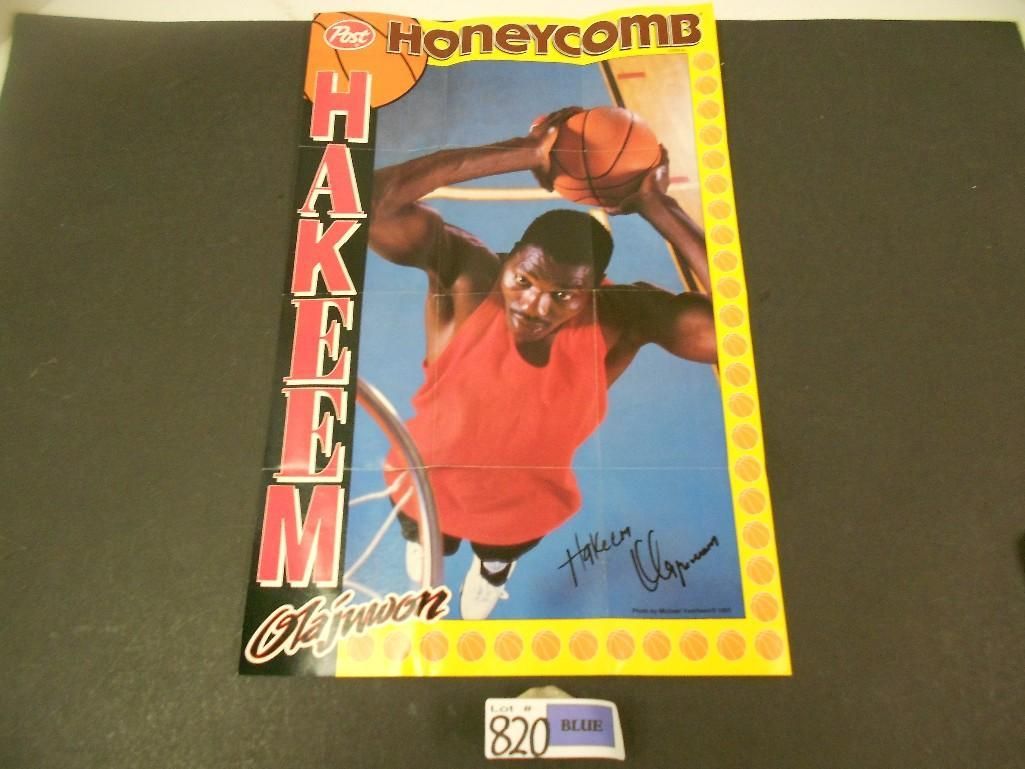 Post
HONEYCOMB
HAKEEM
Olajuwon
Hakeem Olajuwon
Lot #
820
BLUE